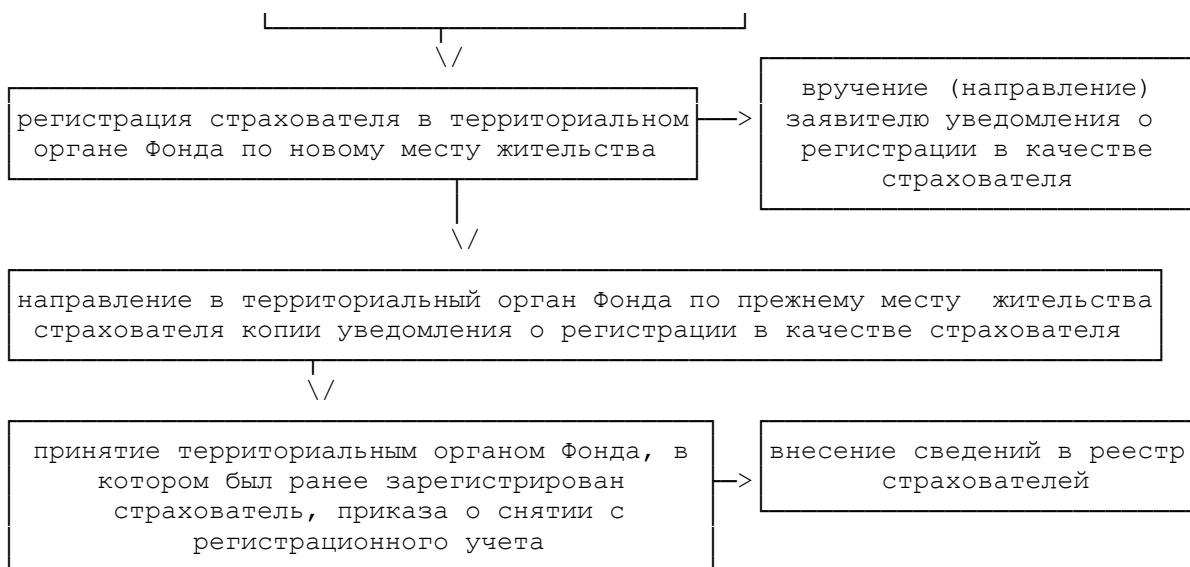 регистрация страхователя в территориальном
органе Фонда по новому месту жительства
вручение (направление)
заявителю уведомления о
регистрации в качестве
страхователя
направление в территориальный орган Фонда по прежнему месту  жительства
страхователя копии уведомления о регистрации в качестве страхователя
принятие территориальным органом Фонда, в
котором был ранее зарегистрирован
страхователь, приказа о снятии с
регистрационного учета
внесение сведений в реестр
страхователей